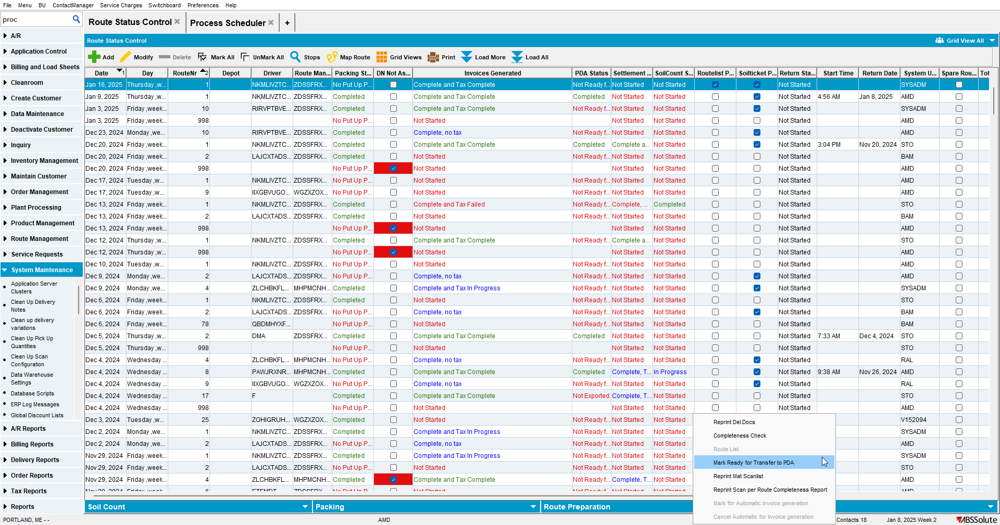 File Menu BU ContactManager Service Charges Switchboard Preferences Help
proc
Route Status Control Process Scheduler +
Route Status Control Grid View All
Add Modify Delete Mark All UnMark All Stops Map Route Grid Views Print Load More Load All
Date 1 Day RouteNr 2 Depot Driver Route Man... Packing St... DN Not As... Invoices Generated PDA Status Settlement ... SoilCount S... Routelist P... Soilticket P... Return Sta... Start Time Return Date System U... Spare Rou... Tot
Jan 16, 2025 Thursday ,w... 1 NKMLIVZTC... ZDSSFRX... No Put Up P... Complete and Tax Complete Not Ready f... Not Started Not Started Not Started SYSADM
Jan 9, 2025 Thursday ,w... 1 NKMLIVZTC... ZDSSFRX... Completed Complete and Tax Complete Completed Not Started Not Started Not Started 4:56 AM Jan 8, 2025 AMD
Jan 3, 2025 Friday ,week... 10 RIRVPTBVE... ZDSSFRX... Completed Complete and Tax Complete Not Ready f... Not Started Not Started Not Started SYSADM
Jan 3, 2025 Friday ,week... 998 No Put Up P... Not Started Not Started Not Started Not Started AMD
Dec 23, 2024 Monday ,we... 10 RIRVPTBVE... ZDSSFRX... Completed Complete, no tax Not Ready f... Not Started Not Started Not Started AMD
Dec 20, 2024 Friday ,week... 1 NKMLIVZTC... ZDSSFRX... Completed Complete and Tax Complete Completed Complete a... Not Started Not Started 3:04 PM Nov 20, 2024 STO
Dec 20, 2024 Friday ,week... 2 LAJCXTADS... ZDSSFRX... Completed Not Started Not Ready f... Not Started Not Started Not Started BAM
Dec 20, 2024 Friday ,week... 998 No Put Up P... Not Started Not Started Not Started Not Started AMD
Dec 17, 2024 Tuesday ,w... 1 NKMLIVZTC... ZDSSFRX... No Put Up P... Not Started Not Ready f... Not Started Not Started Not Started AMD
Dec 17, 2024 Tuesday ,w... 9 IIXGBVUGO... WGZXZOX... No Put Up P... Not Started Not Ready f... Not Started Not Started Not Started AMD
Dec 13, 2024 Friday ,week... 1 NKMLIVZTC... ZDSSFRX... Completed Complete and Tax Failed Not Ready f... Complete, ... Completed Not Started STO
Dec 13, 2024 Friday ,week... 2 LAJCXTADS... ZDSSFRX... Completed Not Started Not Ready f... Not Started Not Started Not Started BAM
Dec 13, 2024 Friday ,week... 998 No Put Up P... Not Started Not Started Not Started Not Started AMD
Dec 12, 2024 Thursday ,w... 1 NKMLIVZTC... ZDSSFRX... Completed Complete and Tax Complete Not Ready f... Complete a... Not Started Not Started STO
Dec 12, 2024 Thursday ,w... 998 No Put Up P... Not Started Not Started Not Started Not Started AMD
Dec 10, 2024 Tuesday ,w... 1 NKMLIVZTC... ZDSSFRX... No Put Up P... Not Started Not Ready f... Not Started Not Started Not Started AMD
Dec 9, 2024 Monday ,we... 2 LAJCXTADS... ZDSSFRX... No Put Up P... Complete, no tax Not Ready f... Not Started Not Started Not Started AMD
Dec 9, 2024 Monday ,we... 4 ZLCHBKFL... MHPMCNH... Completed Complete and Tax In Progress Not Ready f... Not Started Not Started Not Started SYSADM
Dec 6, 2024 Friday ,week... 1 NKMLIVZTC... ZDSSFRX... Completed Not Started Not Ready f... Not Started Not Started Not Started STO
Dec 6, 2024 Friday ,week... 2 LAJCXTADS... ZDSSFRX... No Put Up P... Complete, no tax Not Ready f... Not Started Not Started Not Started BAM
Dec 6, 2024 Friday ,week... 78 QBDMHYXF... No Put Up P... Not Started Not Ready f... Not Started Not Started Not Started BAM
Dec 5, 2024 Thursday ,w... 2 DMA ZDSSFRX... Completed Complete and Tax Complete Completed Not Started Not Started Not Started 7:33 AM Dec 4, 2024 STO
Dec 5, 2024 Thursday ,w... 998 No Put Up P... Not Started Not Started Not Started Not Started STO
Dec 4, 2024 Wednesday ... 4 ZLCHBKFL... MHPMCNH... No Put Up P... Complete, no tax Not Ready f... Not Started Not Started Not Started RAL
Dec 4, 2024 Wednesday ... 8 PAWJRXNR... MHPMCNH... Completed Complete and Tax Complete Completed Complete, T... In Progress Not Started 9:38 AM Nov 26, 2024 AMD
Dec 4, 2024 Wednesday ... 9 IIXGBVUGO... WGZXZOX... No Put Up P... Complete, no tax Not Ready f... Not Started Not Started Not Started RAL
Dec 4, 2024 Wednesday ... 17 F Completed Complete and Tax Complete Not Exported Complete, T... Not Started Not Started STO
Dec 4, 2024 Wednesday ... 998 No Put Up P... Not Started Not Started Not Started Not Started AMD
Dec 3, 2024 Tuesday ,w... 25 ZOHIGRUH... WGZXZOX... Completed Not Started Not Ready f... Not Started Not Started V152094
Dec 2, 2024 Monday ,we... 1 NKMLIVZTC... ZDSSFRX... Completed Complete and Tax In Progress Not Ready f... Not Started Not Started SYSADM
Dec 2, 2024 Monday ,we... 2 LAJCXTADS... ZDSSFRX... No Put Up P... Complete, no tax Not Ready f... Not Started Not Started AMD
Nov 29, 2024 Friday ,week... 1 NKMLIVZTC... ZDSSFRX... Completed Complete and Tax In Progress Not Ready f... Not Started Not Started SYSADM
Nov 29, 2024 Friday ,week... 2 LAJCXTADS... ZDSSFRX... No Put Up P... Not Started Not Ready f... Not Started Not Started STO
Nov 29, 2024 Friday ,week... 4 ZLCHBKFL... MHPMCNH... Completed Complete and Tax Complete Not Ready f... Complete, T... Not Started AMD
A/R
Application Control
Billing and Load Sheets
Cleanroom
Create Customer
Data Maintenance
Deactivate Customer
Inquiry
Inventory Management
Maintain Customer
Order Management
Plant Processing
Product Management
Route Management
Service Requests
System Maintenance
Application Server
Clusters
Clean Up Delivery
Notes
Clean up delivery
variations
Clean Up Pick Up
Quantities
Clean Up Scan
Configuration
Data Warehouse
Settings
Database Scripts
ERP Log Messages
Global Discount Lists
A/R Reports
Billing Reports
Delivery Reports
Order Reports
Tax Reports
Reports
Reprint Del.Docs
Completeness Check
Route List
Mark Ready for Transfer to PDA
Reprint Mat Scanlist
Reprint Scan per Route Completeness Report
Mark for Automatic Invoice generation
Cancel Automatic for Invoice generation
Soil Count Packing Route Preparation
PORTLAND, ME - - AMD Contacts 18 Jan 8, 2025 Week 2 ABSSolute